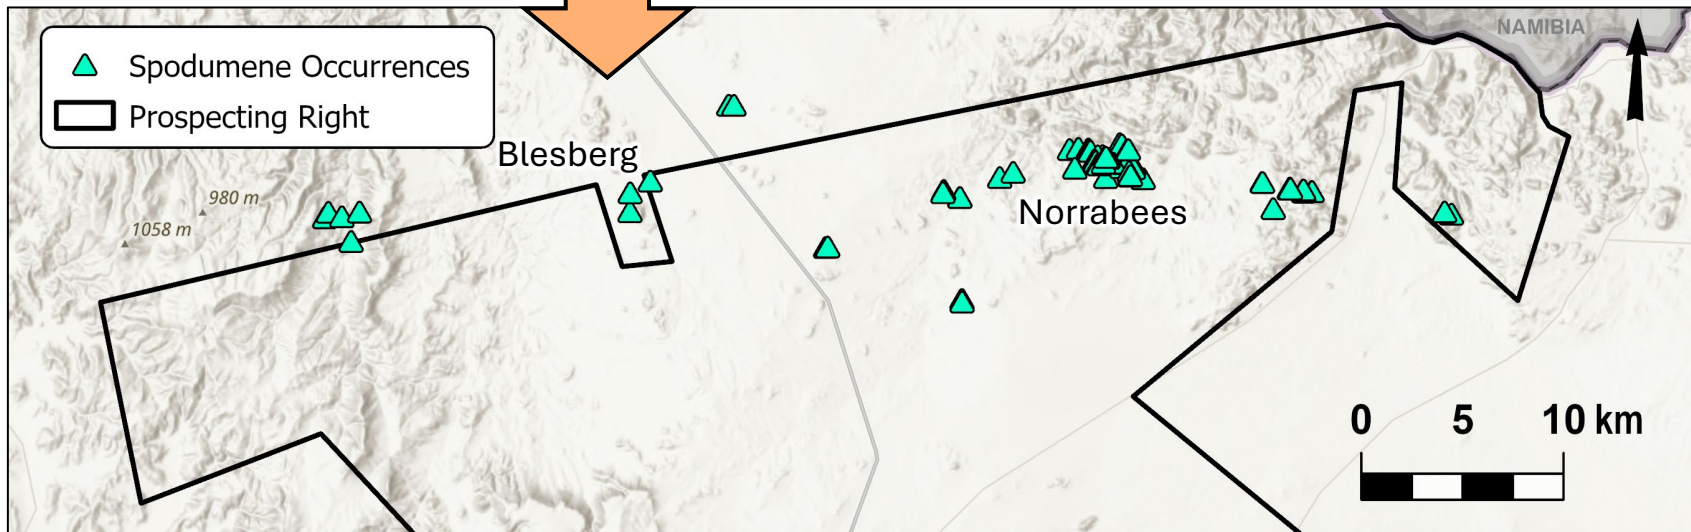 NAMIBIA
Spodumene Occurrences
Prospecting Right
Blesberg
980 m
1058 m
Norrabees
0 5 10 km